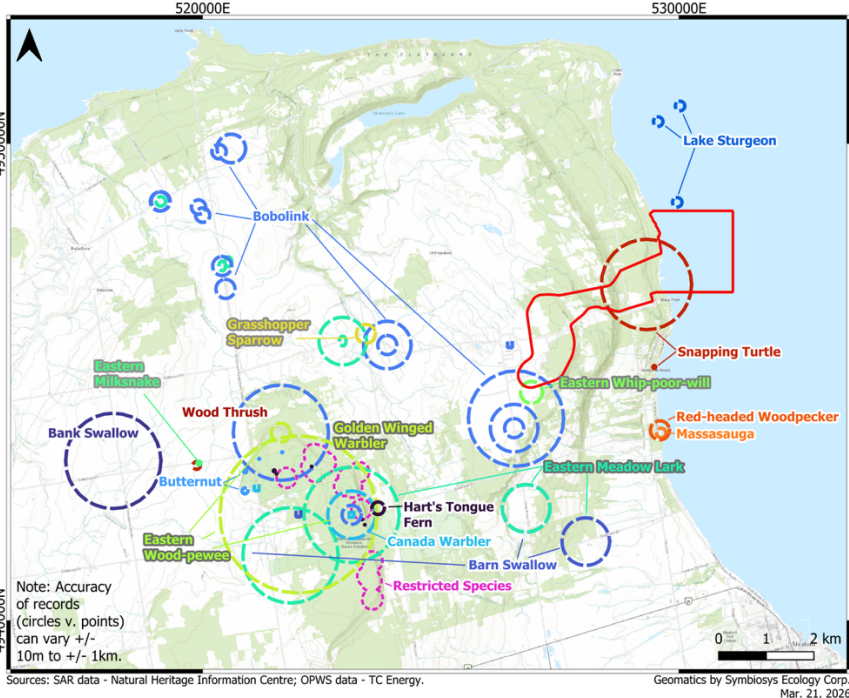 520000E 530000E
4950000N
4940000N
THE CLAYBANKS
Lake Sturgeon
Bobolink
Grasshopper
Sparrow
Snapping Turtle
Eastern
Milksnake
Eastern Whip-poor-will
Wood Thrush
Bank Swallow
Golden Winged
Warbler
Red-headed Woodpecker
Massasauga
Eastern Meadow Lark
Butternut
Hart's Tongue
Fern
Eastern
Wood-pewee
Canada Warbler
Barn Swallow
Restricted Species
Note: Accuracy
of records
(circles v. points)
can vary +/-
10m to +/- 1km.
0 1 2 km
Sources: SAR data - Natural Heritage Information Centre; OPWS data - TC Energy.
Geomatics by Symbiosys Ecology Corp.
Mar. 21, 2026